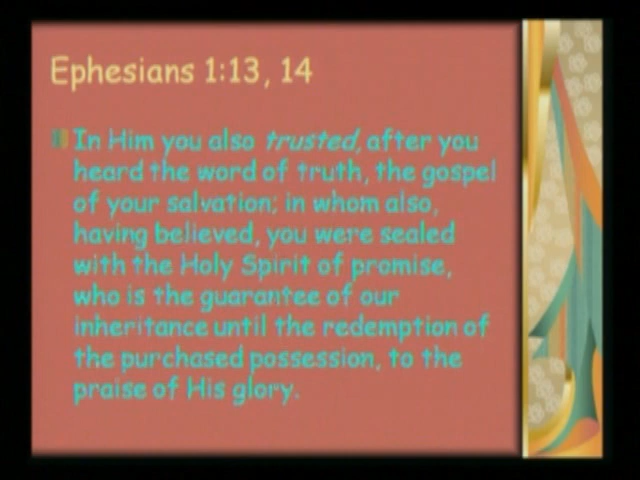 Ephesians 1:13, 14
In Him you also trusted, after you
heard the word of truth, the gospel
of your salvation; in whom also,
having believed, you were sealed
with the Holy Spirit of promise,
who is the guarantee of our
inheritance until the redemption of
the purchased possession, to the
praise of His glory.